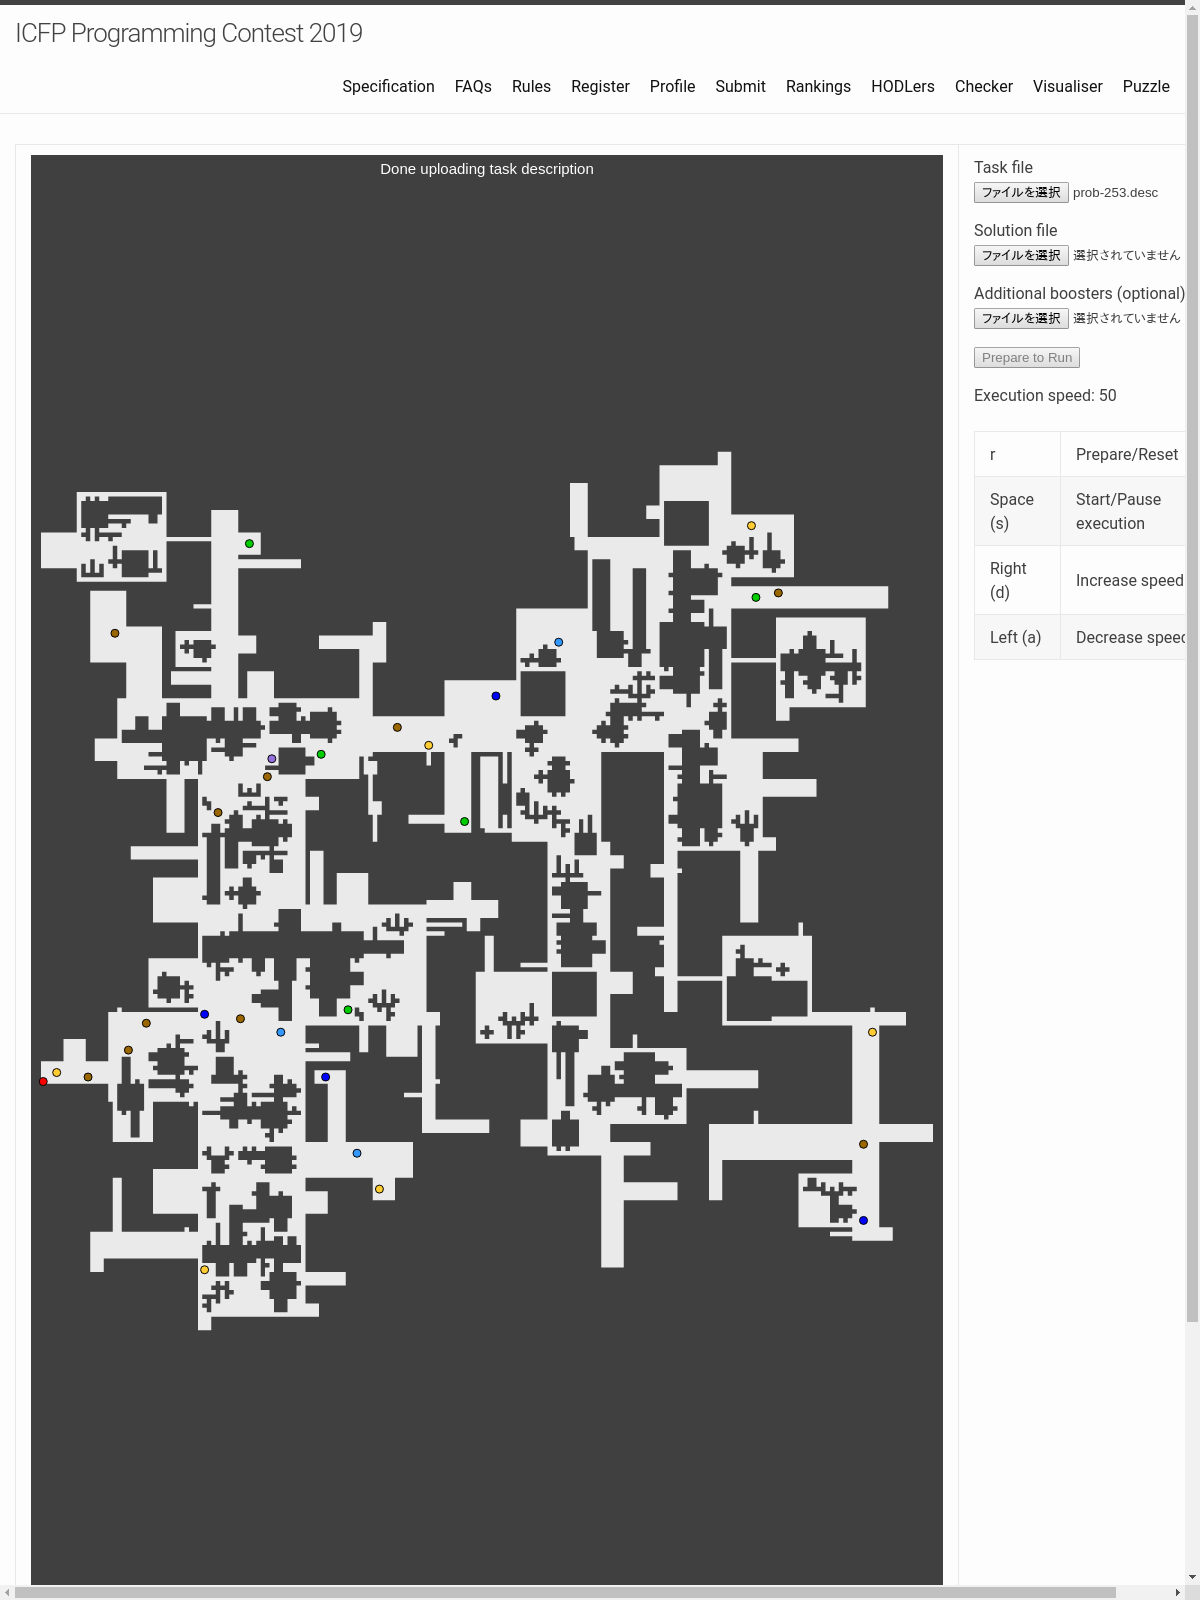 ICFP Programming Contest 2019
Specification FAQs Rules Register Profile Submit Rankings HODLers Checker Visualiser Puzzle
Done uploading task description
Task file
ファイルを選択 prob-253.desc
Solution file
ファイルを選択 選択されていません
Additional boosters (optional)
ファイルを選択 選択されていません
Prepare to Run
Execution speed: 50
r Prepare/Reset
Space (s) Start/Pause execution
Right (d) Increase speed
Left (a) Decrease speed